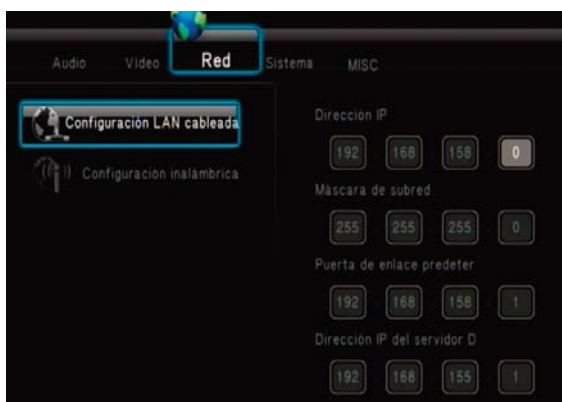 Audio Vídeo Red Sistema MISC
Configuración LAN cableada
Configuración inalámbrica
Dirección IP
192 168 158 0
Máscara de subred
255 255 255 0
Puerta de enlace predeter
192 168 158 1
Dirección IP del servidor D
192 168 155 1